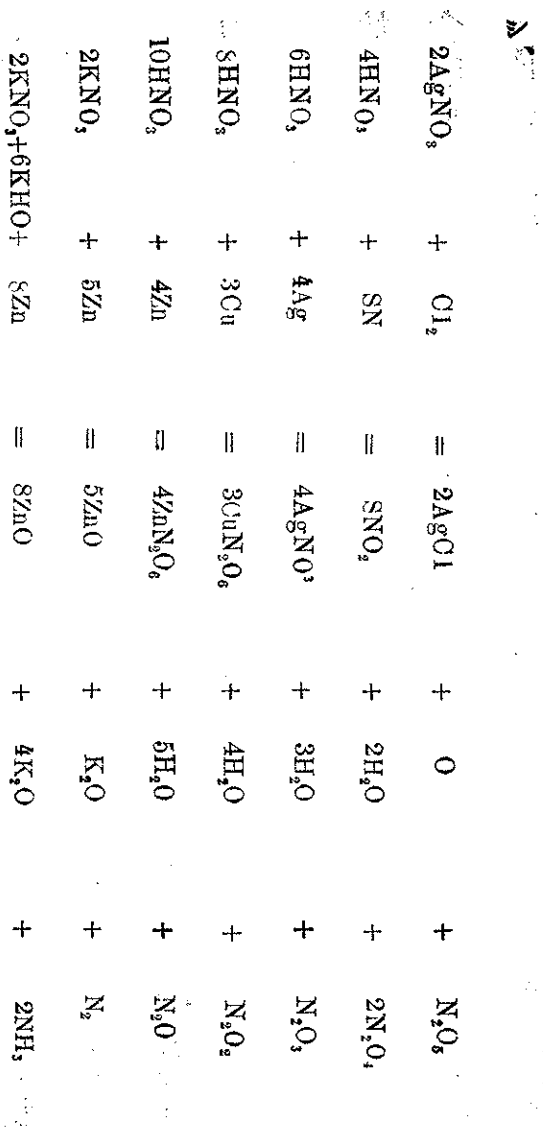 2AgNO₃ + Cl₂ = 2AgCl + O + N₂O₅
4HNO₃ + SN = SNO₂ + 2H₂O + 2N₂O₄
6HNO₃ + 4Ag = 4AgNO³ + 3H₂O + N₂O₃
8HNO₃ + 3Cu = 3CuN₂O₆ + 4H₂O + N₂O₂
10HNO₃ + 4Zn = 4ZnN₂O₆ + 5H₂O + N₂O
2KNO₃ + 5Zn = 5ZnO + K₂O + N₂
2KNO₃+6KHO+ 8Zn = 8ZnO + 4K₂O + 2NH₃